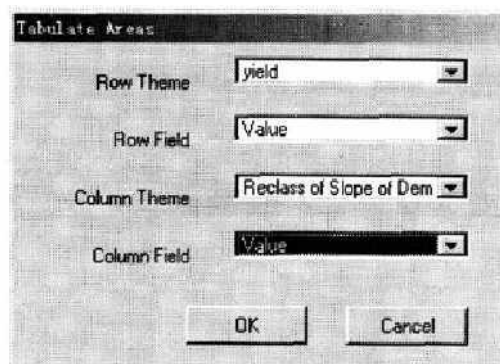 Tabulate Areas
Row Theme yield
Row Field Value
Column Theme Reclass of Slope of Dem
Column Field Value
OK Cancel